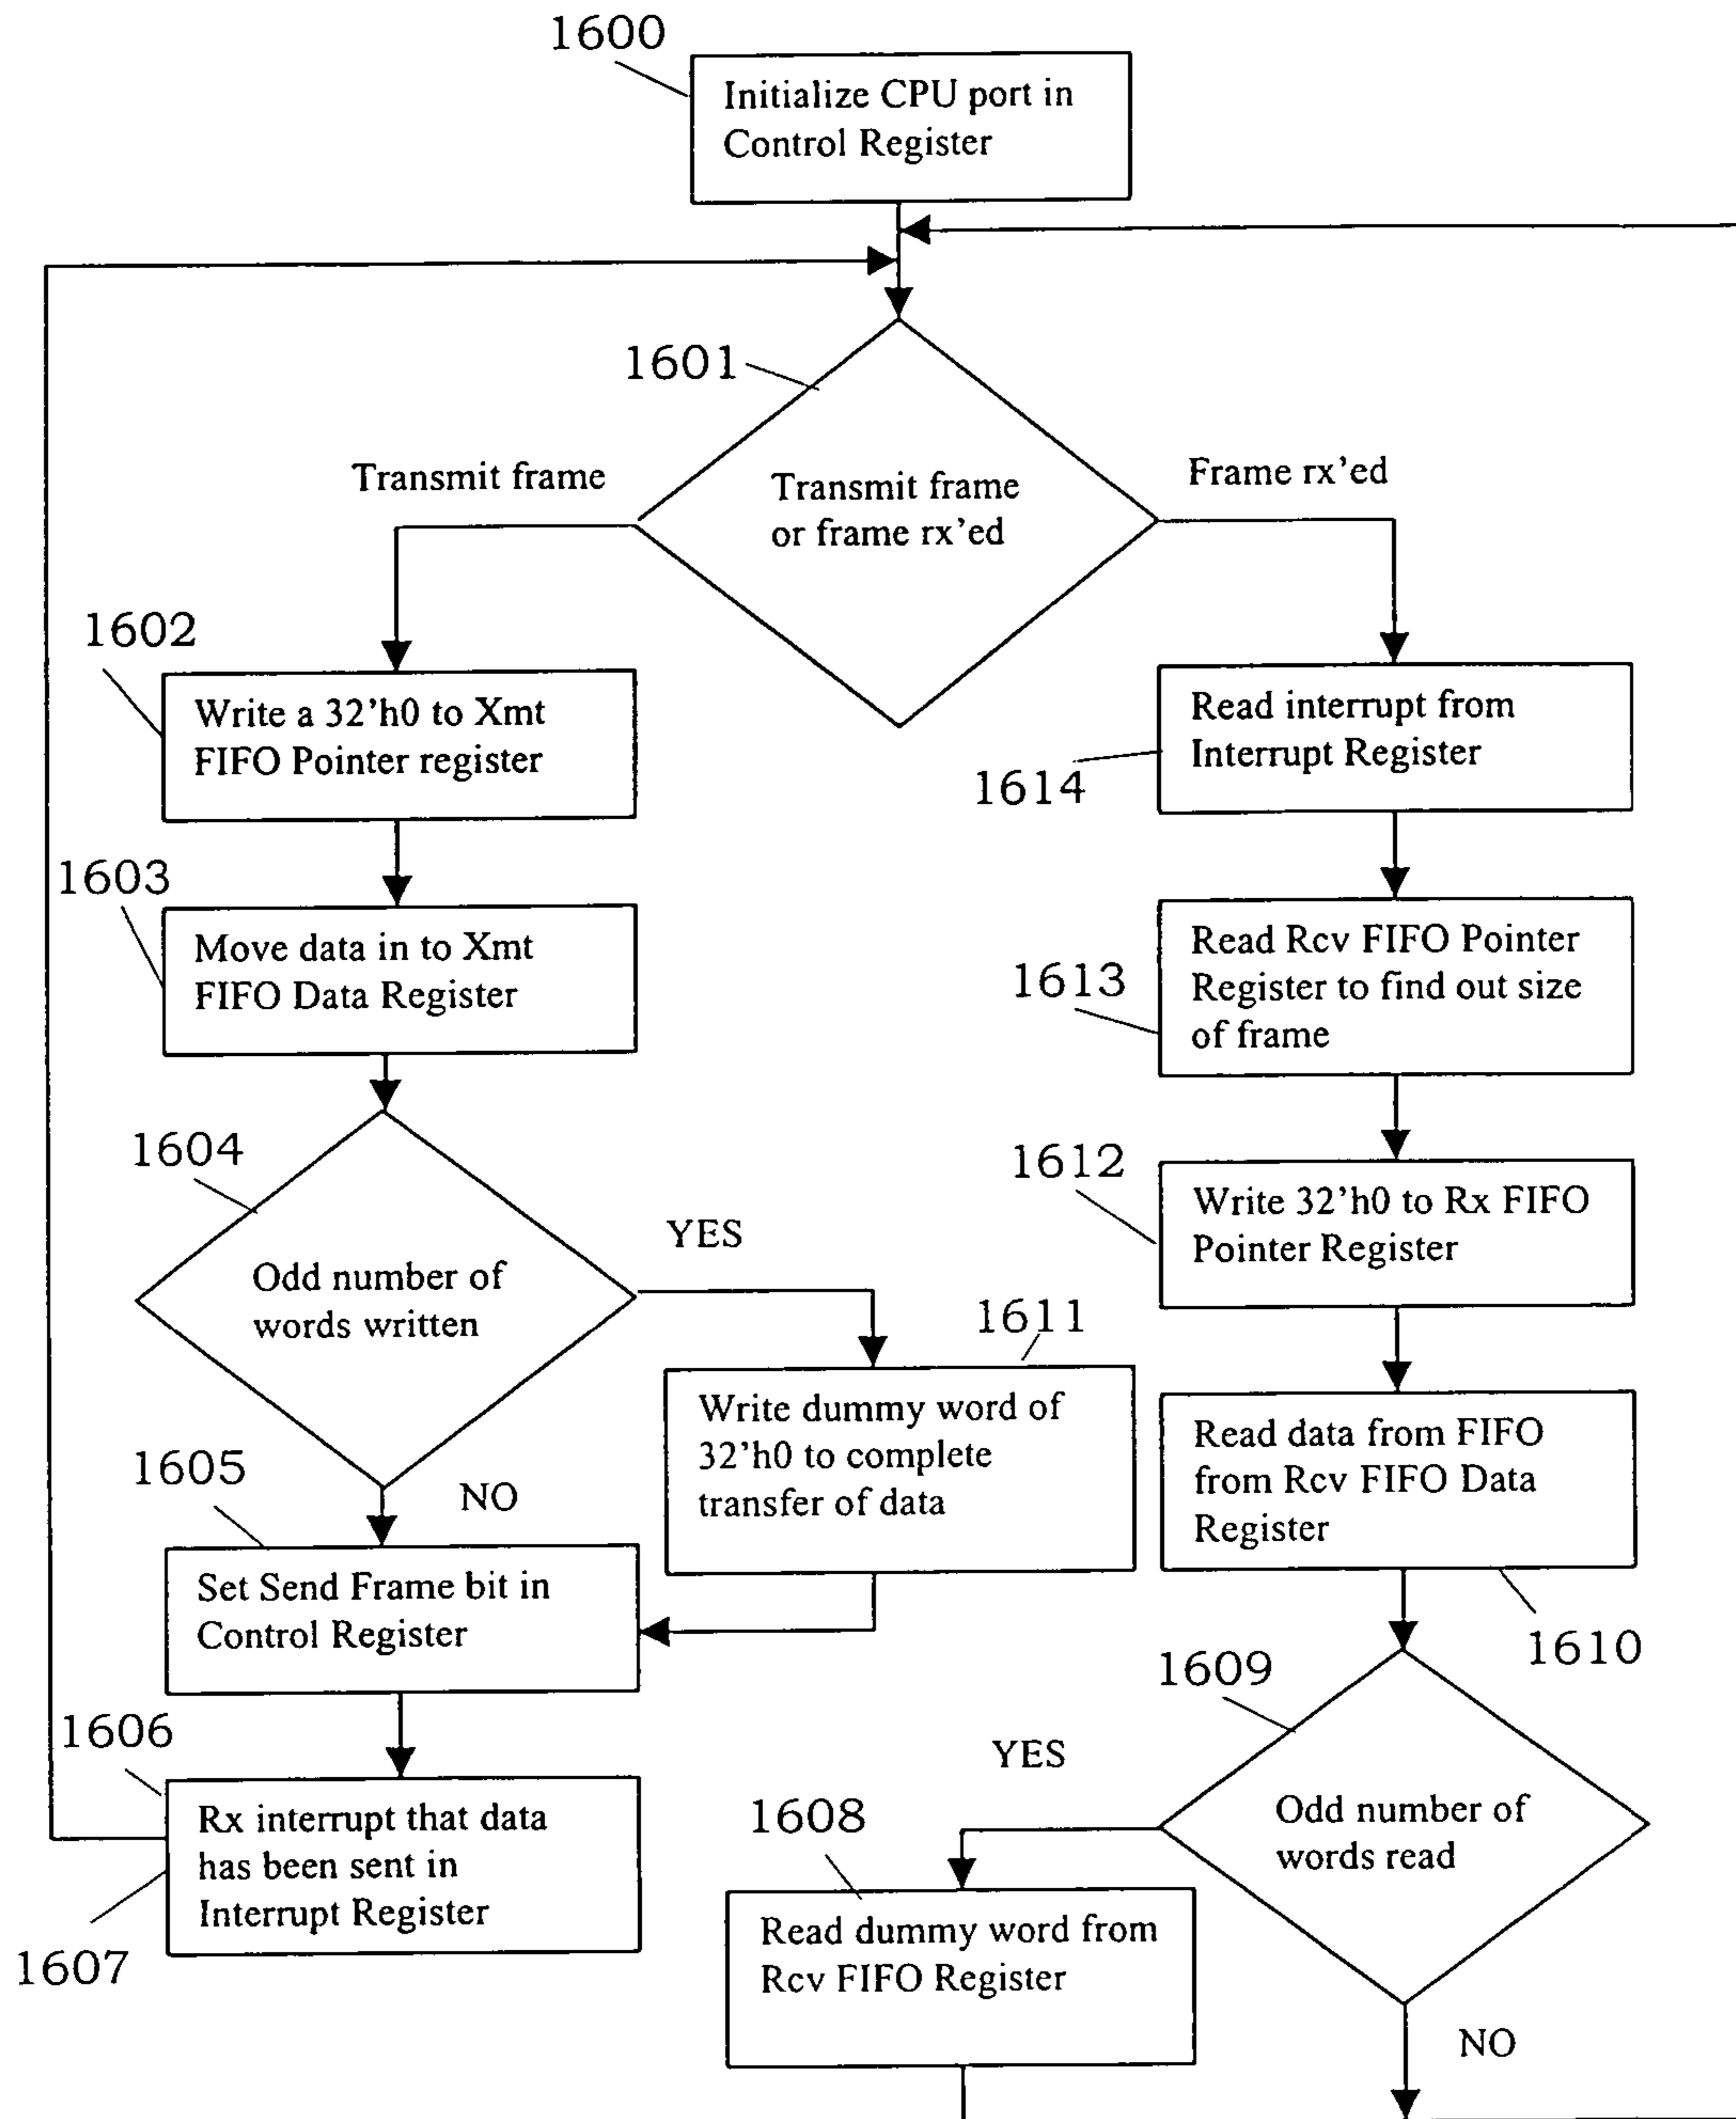 1600
Initialize CPU port in
Control Register
1601
Transmit frame
Frame rx'ed
Transmit frame
or frame rx'ed
1602
Write a 32'h0 to Xmt
FIFO Pointer register
Read interrupt from
Interrupt Register
1614
1603
Move data in to Xmt
FIFO Data Register
Read Rcv FIFO Pointer
Register to find out size
of frame
1613
1604
Odd number of
words written
YES
1612
Write 32'h0 to Rx FIFO
Pointer Register
1611
Write dummy word of
32'h0 to complete
transfer of data
Read data from FIFO
from Rcv FIFO Data
Register
1610
1605
NO
Set Send Frame bit in
Control Register
1609
YES
Odd number of
words read
1606
Rx interrupt that data
has been sent in
Interrupt Register
1607
1608
Read dummy word from
Rcv FIFO Register
NO